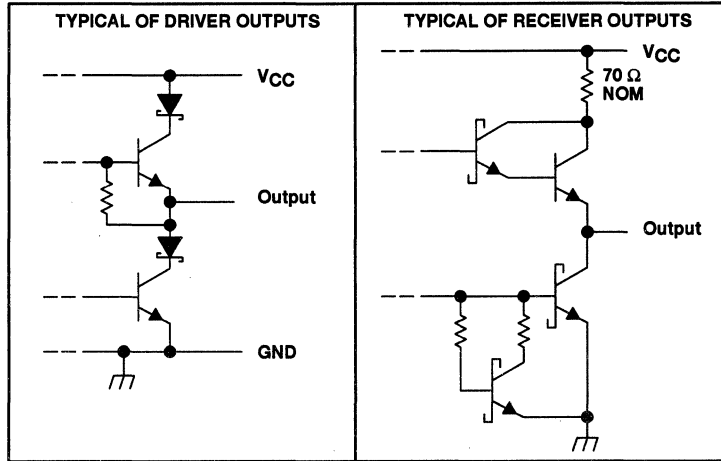 TYPICAL OF DRIVER OUTPUTS
VCC
Output
GND
TYPICAL OF RECEIVER OUTPUTS
VCC
70 Ω
NOM
Output